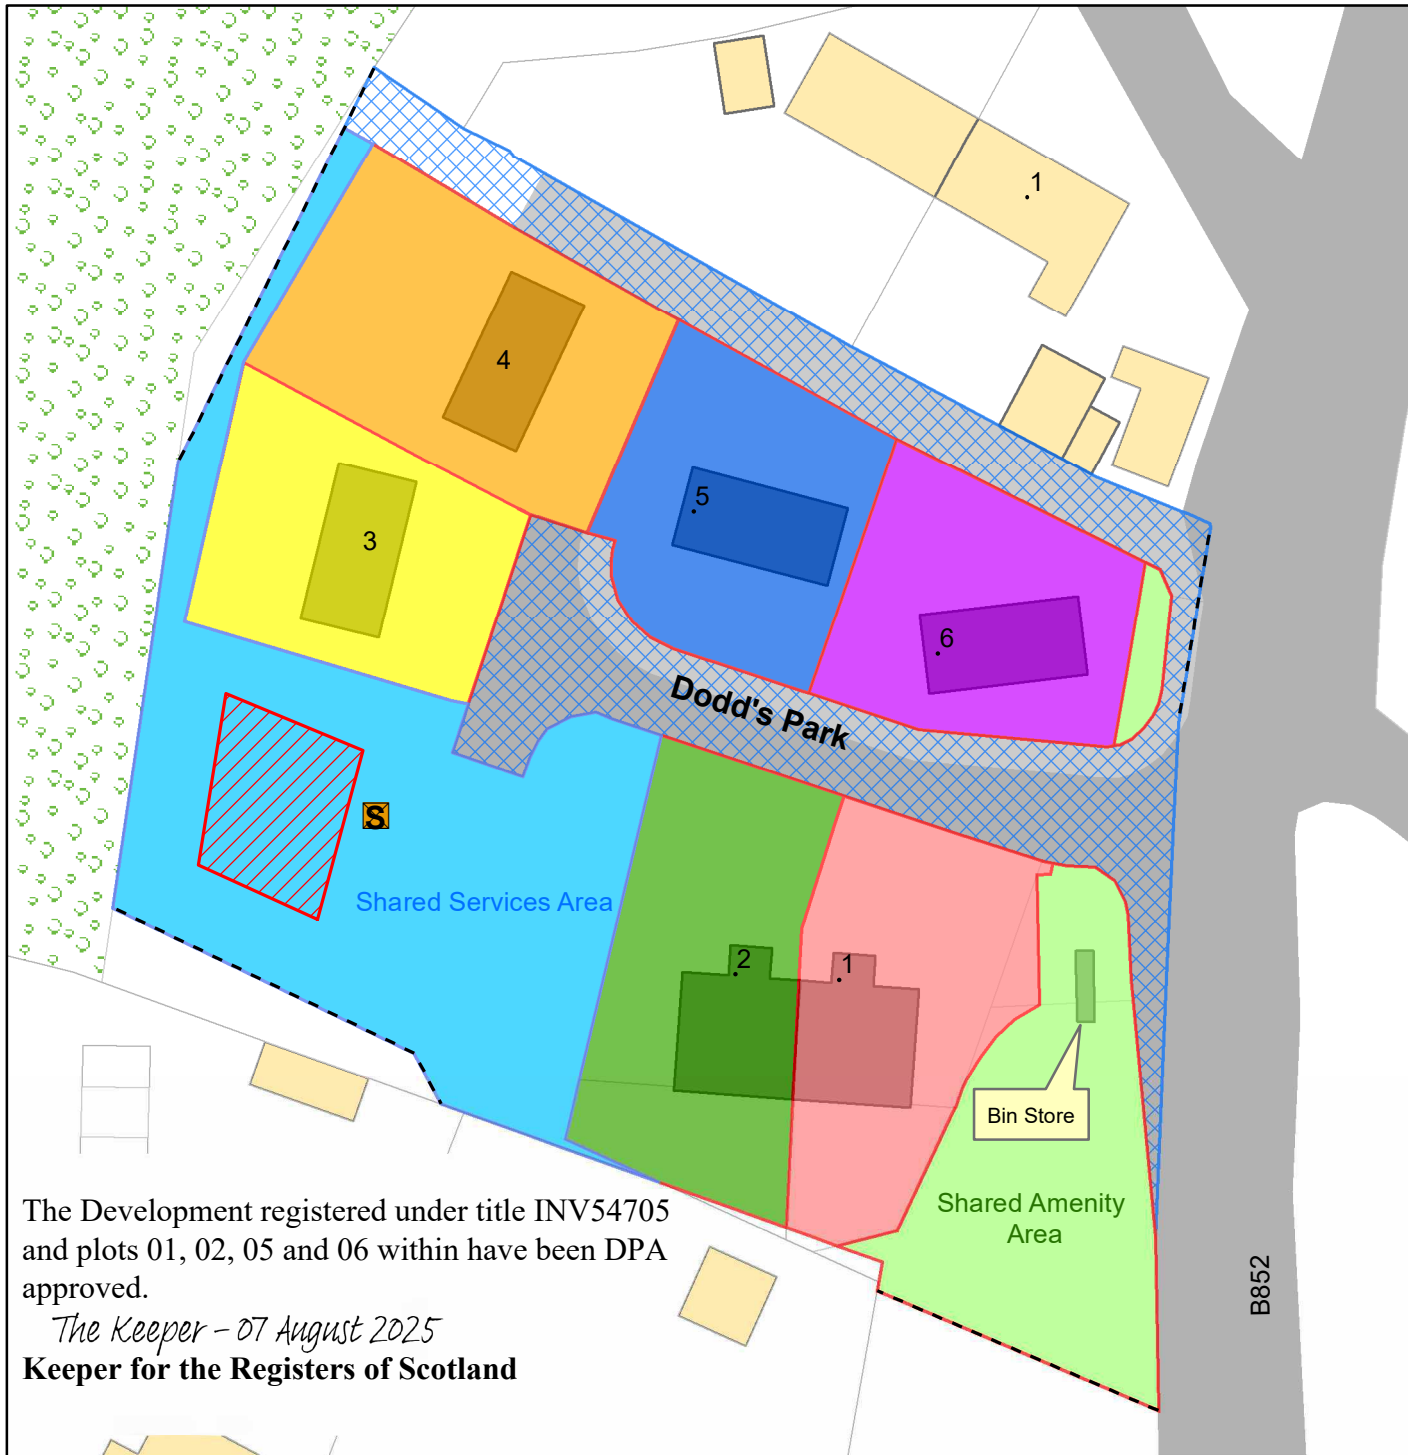 1
4
5
3
6
Dodd's Park
S
Shared Services Area
2
1
Bin Store
Shared Amenity
Area
B852
The Development registered under title INV54705
and plots 01, 02, 05 and 06 within have been DPA
approved.
The Keeper – 07 August 2025
Keeper for the Registers of Scotland